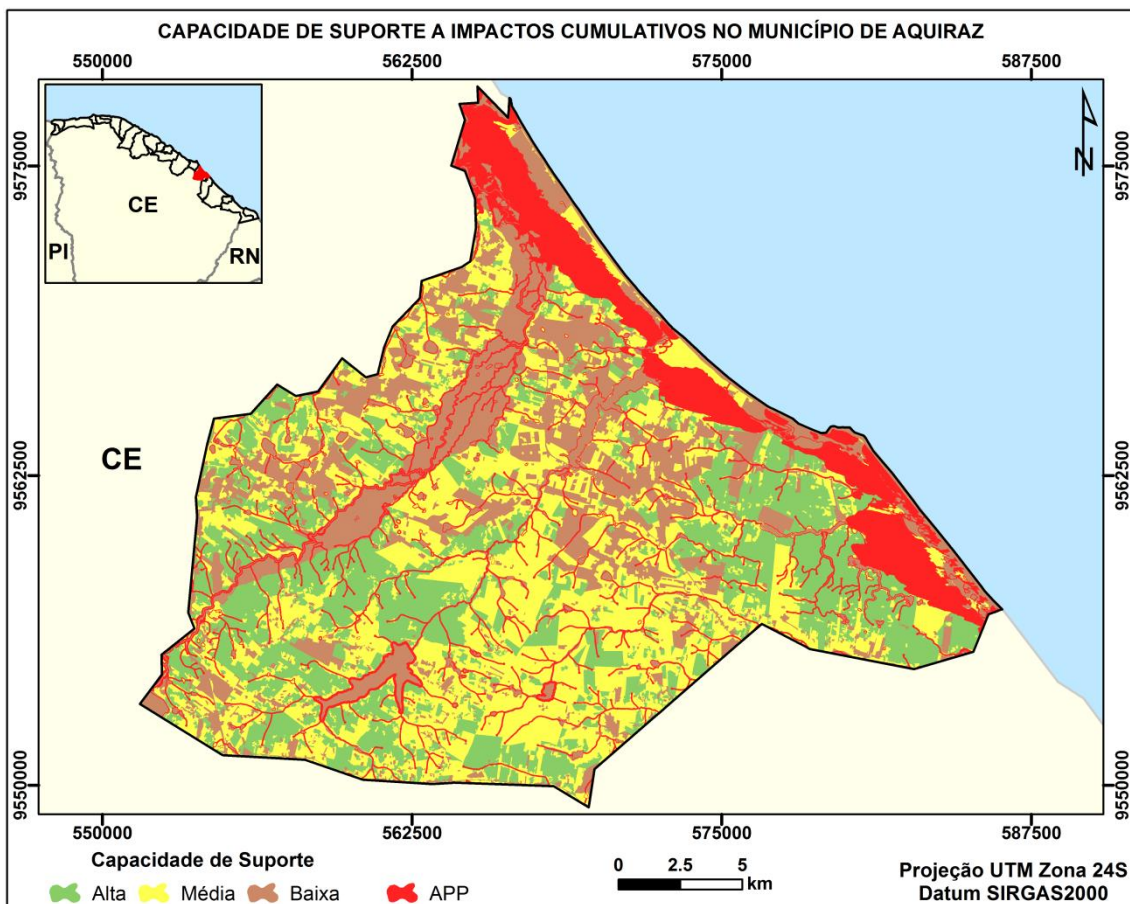 CAPACIDADE DE SUPORTE A IMPACTOS CUMULATIVOS NO MUNICÍPIO DE AQUIRAZ
550000 562500 575000 587500
CE
PI
RN
N
9575000
9575000
CE
9562500
9562500
9550000
9550000
550000 562500 575000 587500
Capacidade de Suporte
Alta Média Baixa APP
0 2.5 5
km
Projeção UTM Zona 24S
Datum SIRGAS2000